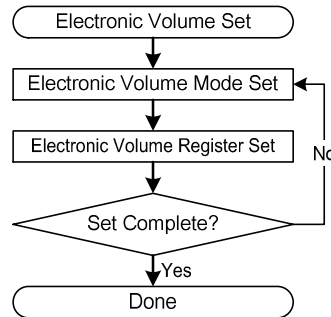 Electronic Volume Set
Electronic Volume Mode Set
Electronic Volume Register Set
No
Set Complete?
Yes
Done